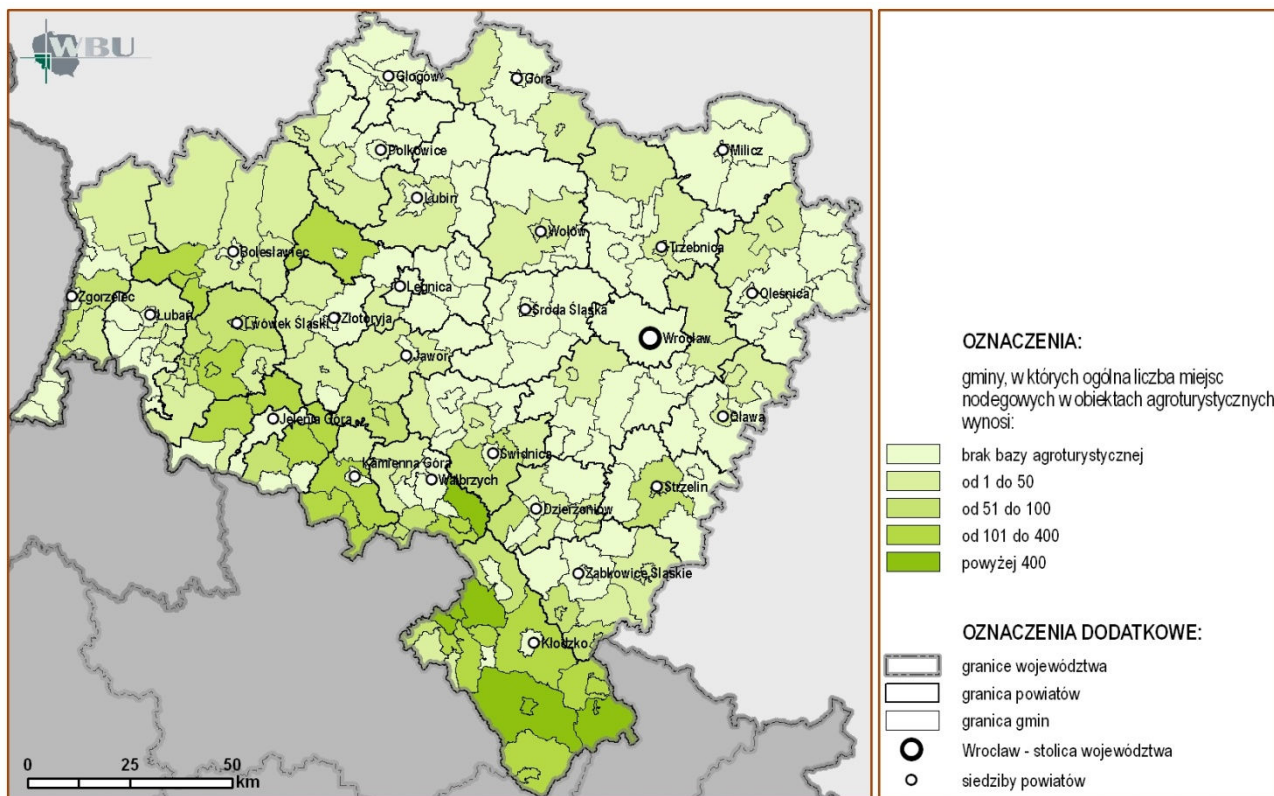 WBU
Głogów
Góra
Polkowice
Milicz
Lubin
Wołów
Trzebnica
Bolesławiec
Legnica
Oleśnica
Zgorzelec
Lubań
Lwówek Śląski
Złotoryja
Środa Śląska
Wrocław
Jawor
Jelenia Góra
Oława
Kamienna Góra
Świdnica
Wałbrzych
Strzelin
Dzierżoniów
Ząbkowice Śląskie
Kłodzko
0 25 50
km
OZNACZENIA:
gminy, w których ogólna liczba miejsc
nodegowych w obiektach agroturystycznych
wynosi:
brak bazy agroturystycznej
od 1 do 50
od 51 do 100
od 101 do 400
powyżej 400
OZNACZENIA DODATKOWE:
granice województwa
granica powiatów
granica gmin
Wrocław - stolica województwa
siedziby powiatów